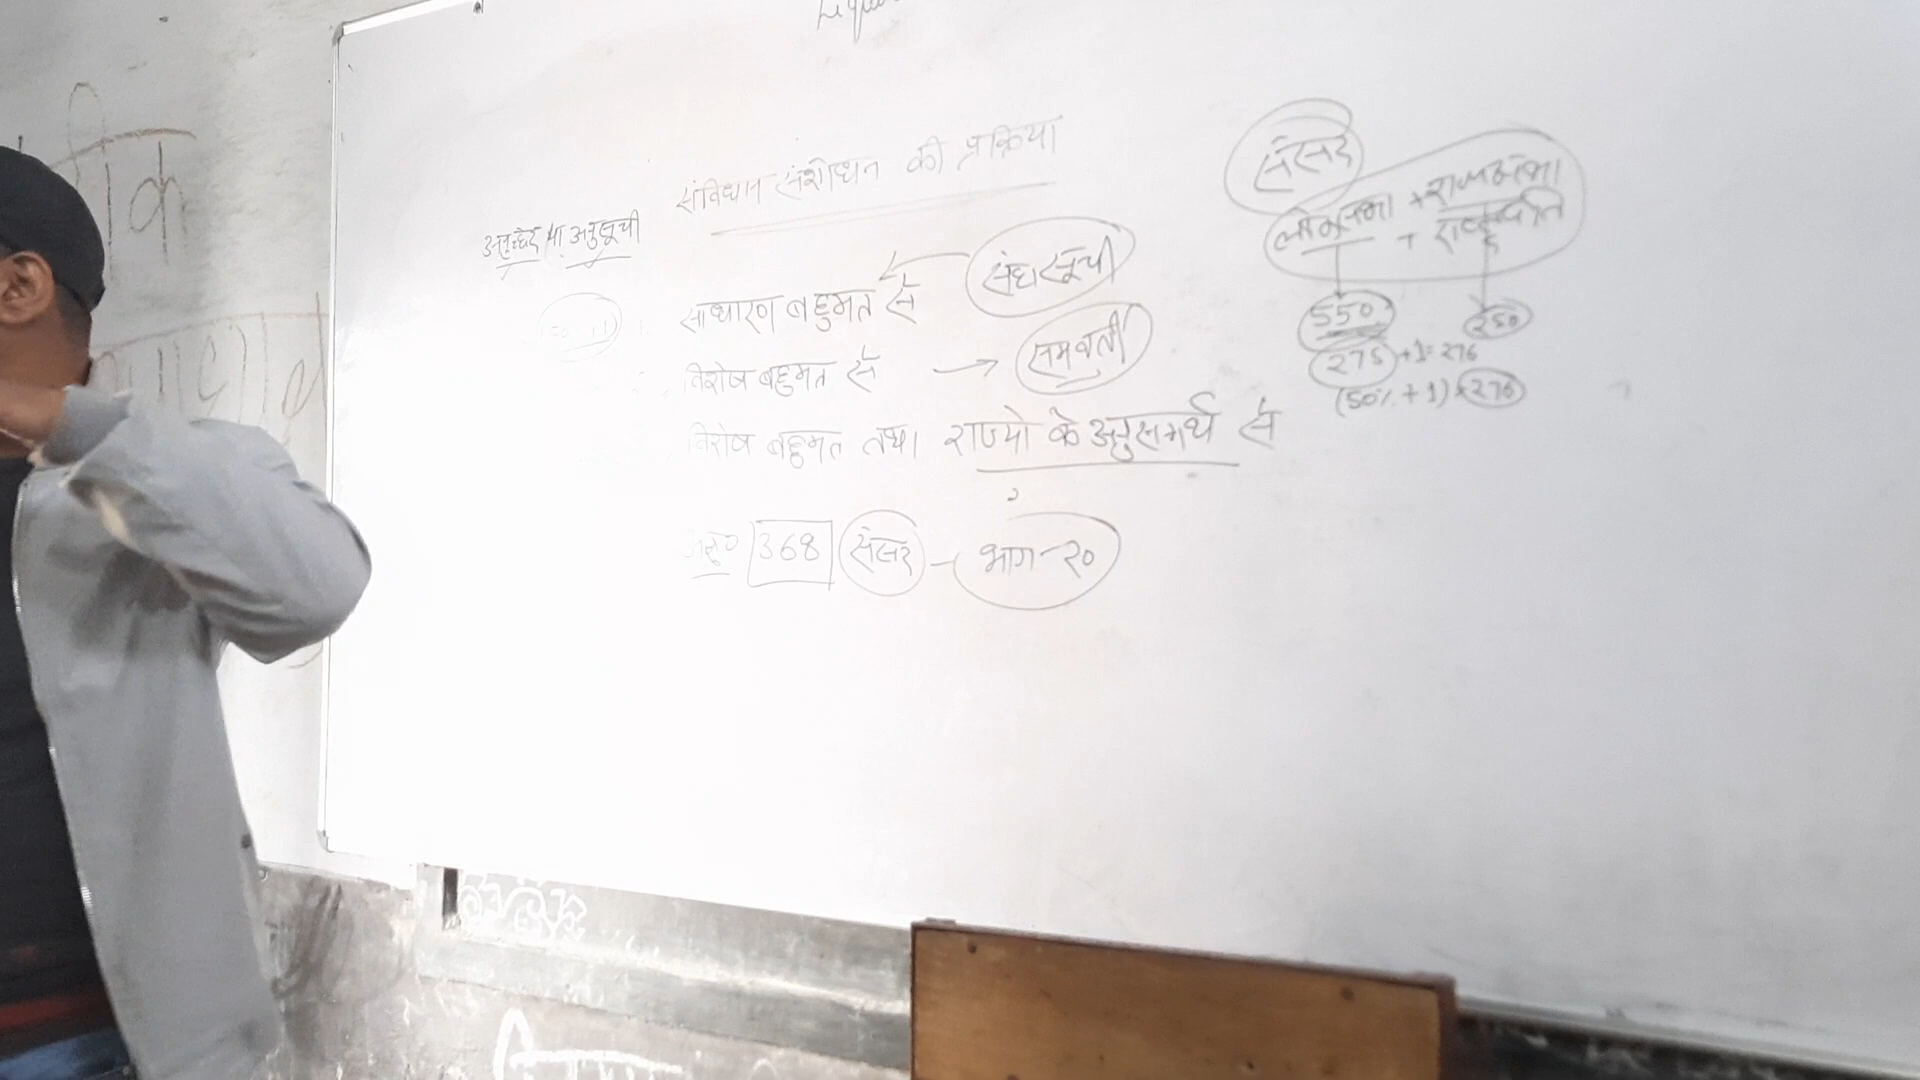 संविधान संशोधन की प्रक्रिया
अनुच्छेद या अनुसूची
साधारण बहुमत से
संघ सूची
विशेष बहुमत से → समवर्ती
विशेष बहुमत तथा राज्यो के अनुसमर्थ से
अनु० 368 संसद - भाग-२०
संसद
लोकसभा + राज्यसभा
+ राष्ट्रपति
550
250
275 +1= 276
(50% + 1) 276